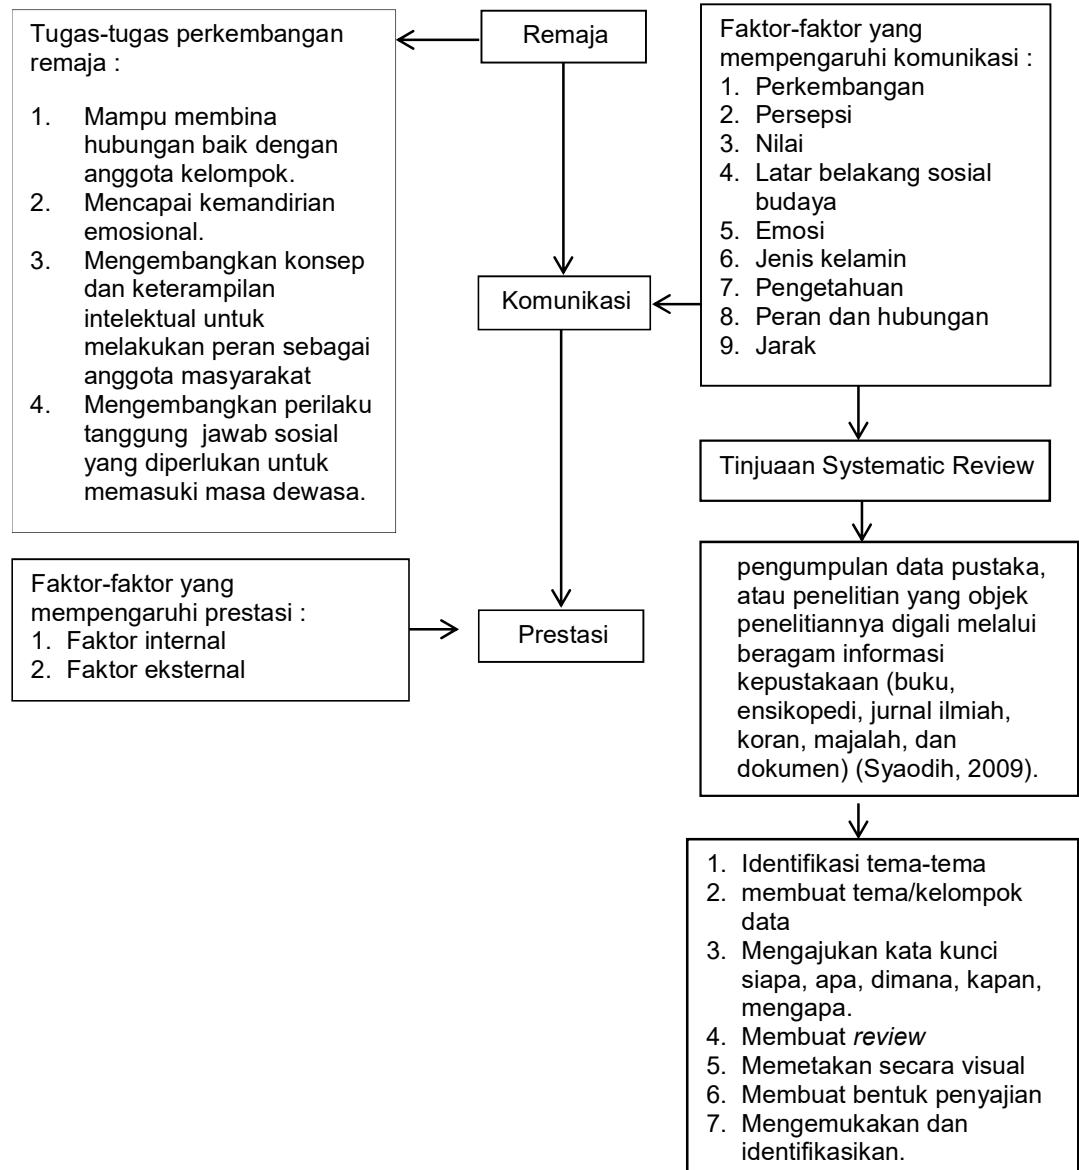 Tugas-tugas perkembangan
remaja :
1. Mampu membina
hubungan baik dengan
anggota kelompok.
2. Mencapai kemandirian
emosional.
3. Mengembangkan konsep
dan keterampilan
intelektual untuk
melakukan peran sebagai
anggota masyarakat
4. Mengembangkan perilaku
tanggung jawab sosial
yang diperlukan untuk
memasuki masa dewasa.
Remaja
Faktor-faktor yang
mempengaruhi komunikasi :
1. Perkembangan
2. Persepsi
3. Nilai
4. Latar belakang sosial
budaya
5. Emosi
6. Jenis kelamin
7. Pengetahuan
8. Peran dan hubungan
9. Jarak
Komunikasi
Tinjuaan Systematic Review
Faktor-faktor yang
mempengaruhi prestasi :
1. Faktor internal
2. Faktor eksternal
Prestasi
pengumpulan data pustaka,
atau penelitian yang objek
penelitiannya digali melalui
beragam informasi
kepustakaan (buku,
ensikopedi, jurnal ilmiah,
koran, majalah, dan
dokumen) (Syaodih, 2009).
1. Identifikasi tema-tema
2. membuat tema/kelompok
data
3. Mengajukan kata kunci
siapa, apa, dimana, kapan,
mengapa.
4. Membuat review
5. Memetakan secara visual
6. Membuat bentuk penyajian
7. Mengemukakan dan
identifikasikan.